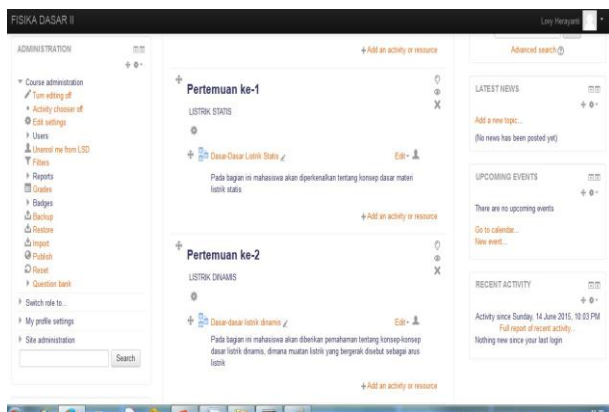 FISIKA DASAR II
Lovy Herayanti
ADMINISTRATION
Course administration
Turn editing off
Activity chooser off
Edit settings
Users
Unenrol me from LSD
Filters
Reports
Grades
Badges
Backup
Restore
Import
Publish
Reset
Question bank
Switch role to...
My profile settings
Site administration
Search
Add an activity or resource
Pertemuan ke-1
LISTRIK STATIS
Dasar-Dasar Listrik Statis
Edit
Pada bagian ini mahasiswa akan diperkenalkan tentang konsep dasar materi
listrik statis
Add an activity or resource
Pertemuan ke-2
LISTRIK DINAMIS
Dasar-dasar listrik dinamis
Edit
Pada bagian ini mahasiswa akan diberikan pemahaman tentang konsep-konsep
dasar listrik dinamis, dimana muatan listrik yang bergerak disebut sebagai arus
listrik
Add an activity or resource
Advanced search
LATEST NEWS
Add a new topic...
(No news has been posted yet)
UPCOMING EVENTS
There are no upcoming events
Go to calendar...
New event...
RECENT ACTIVITY
Activity since Sunday, 14 June 2015, 10:03 PM
Full report of recent activity...
Nothing new since your last login